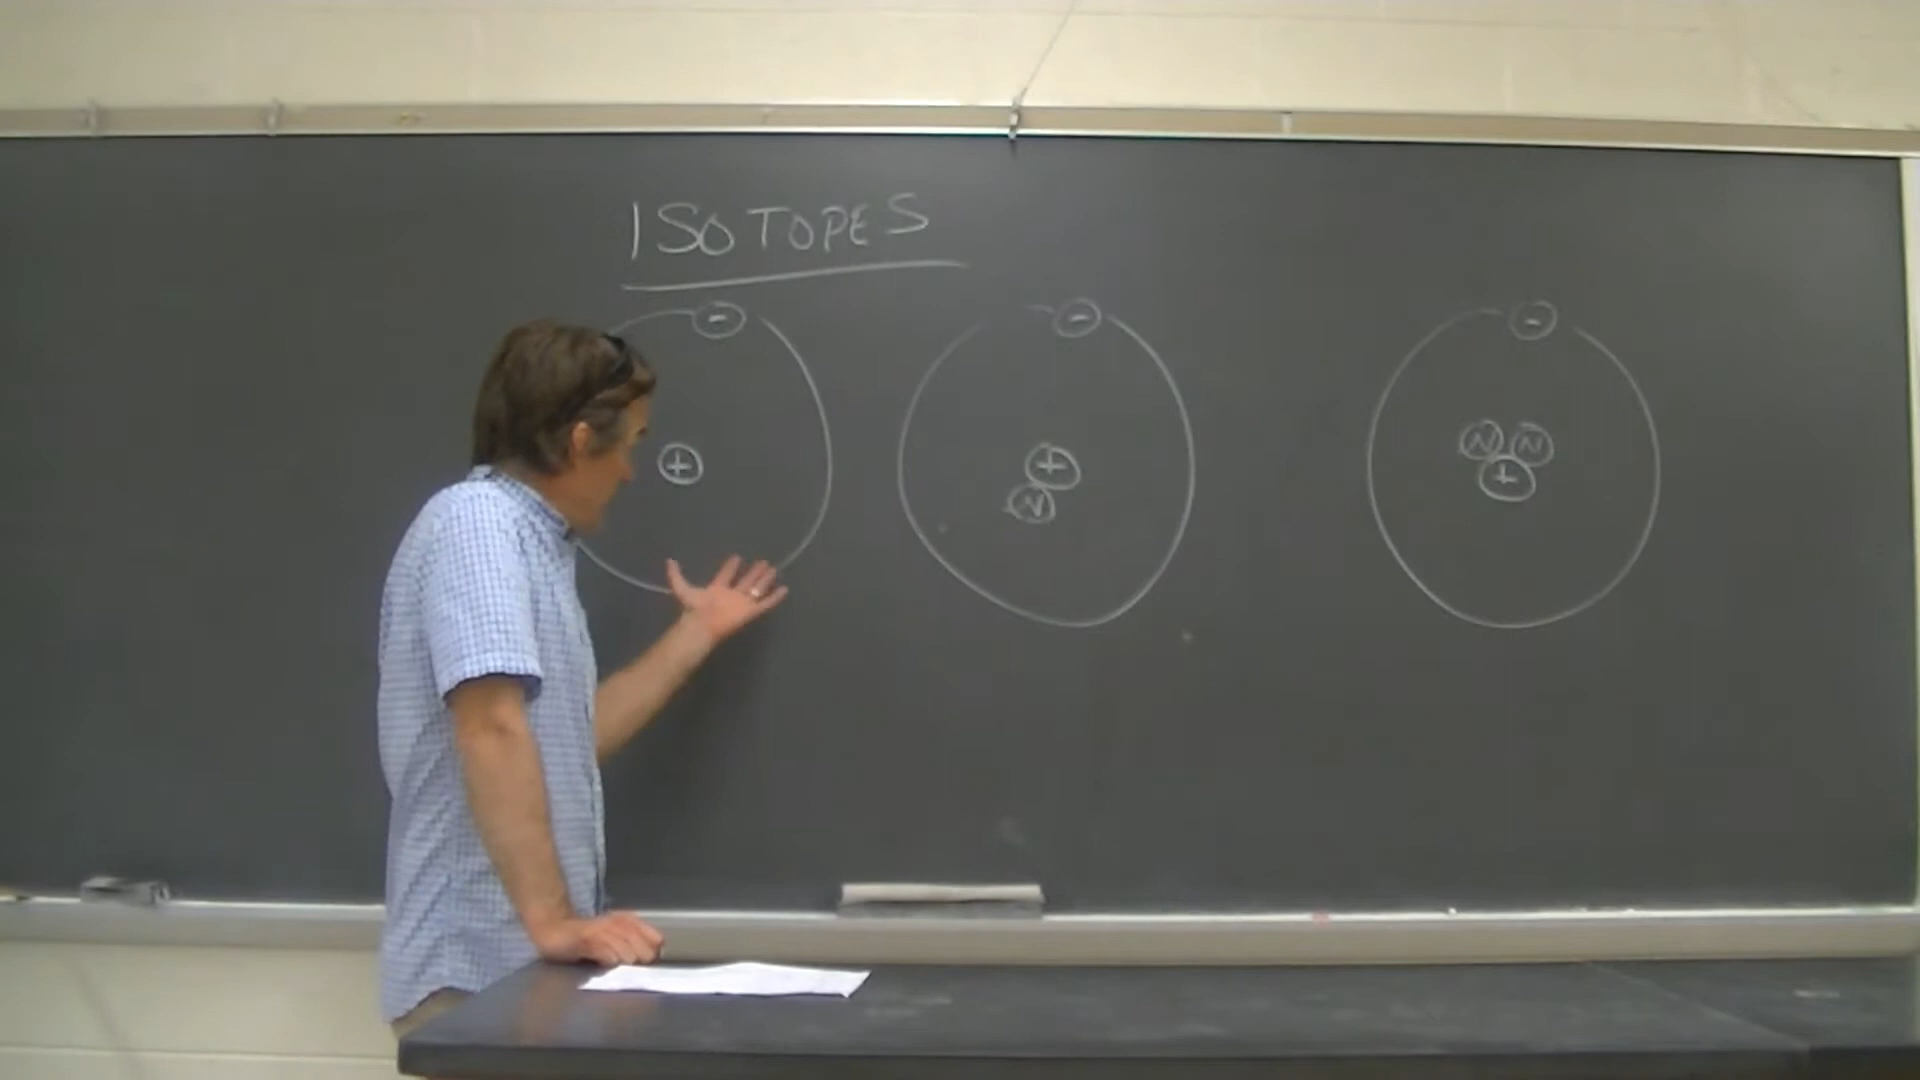 ISOTOPES
- - -
+ + N N
N +